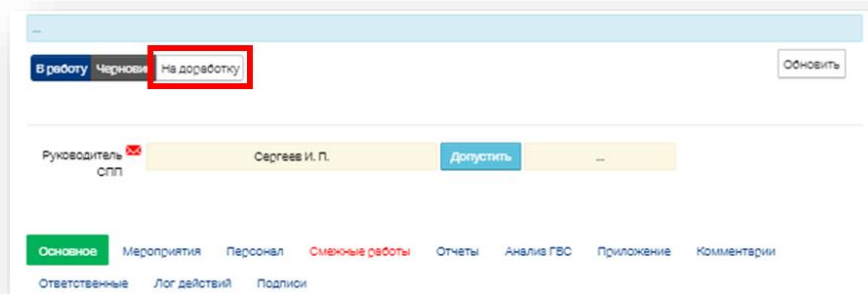 ...
В работу Чернови На доработку Обновить
Руководитель Сергеев И. П. Допустить ...
СПП
Основное Мероприятия Персонал Смежные работы Отчеты Анализ ГВС Приложение Комментарии
Ответственные Лог действий Подписи